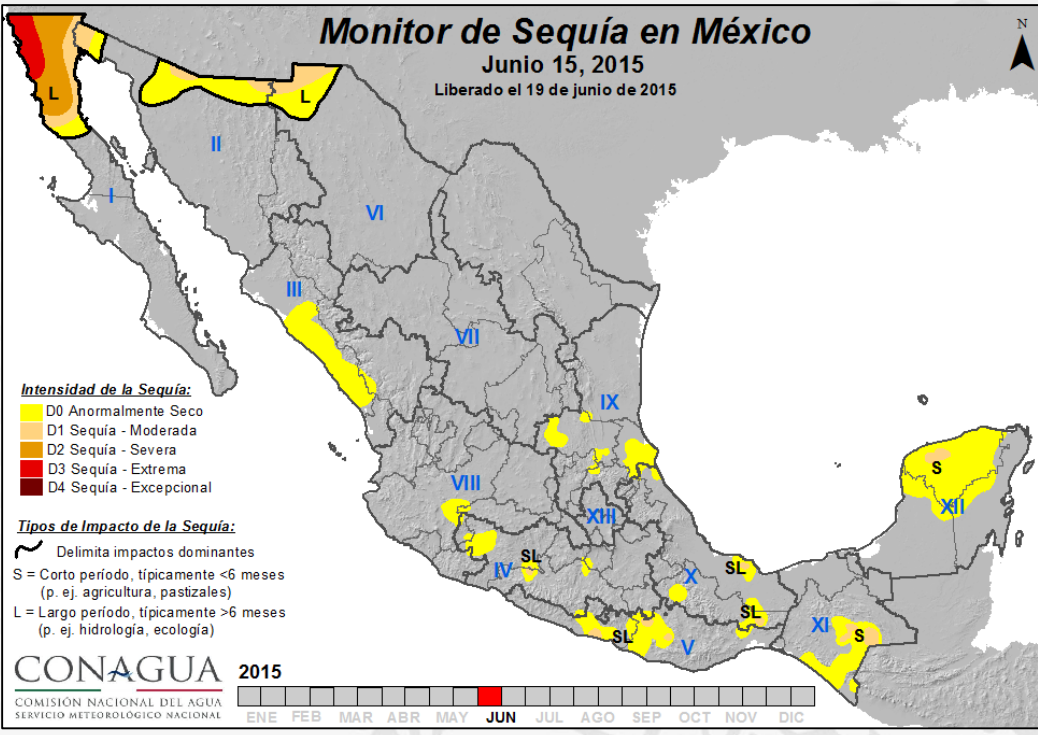 Monitor de Sequía en México
Junio 15, 2015
Liberado el 19 de junio de 2015
N
L
L
II
I
VI
III
VII
IX
VIII
XIII
S
XII
IV
SL
X
SL
SL
SL
V
XI
S
Intensidad de la Sequía:
D0 Anormalmente Seco
D1 Sequía - Moderada
D2 Sequía - Severa
D3 Sequía - Extrema
D4 Sequía - Excepcional
Tipos de Impacto de la Sequía:
Delimita impactos dominantes
S = Corto período, típicamente <6 meses
(p. ej. agricultura, pastizales)
L = Largo período, típicamente >6 meses
(p. ej. hidrología, ecología)
CONAGUA
COMISIÓN NACIONAL DEL AGUA
SERVICIO METEOROLÓGICO NACIONAL
2015
ENE FEB MAR ABR MAY JUN JUL AGO SEP OCT NOV DIC